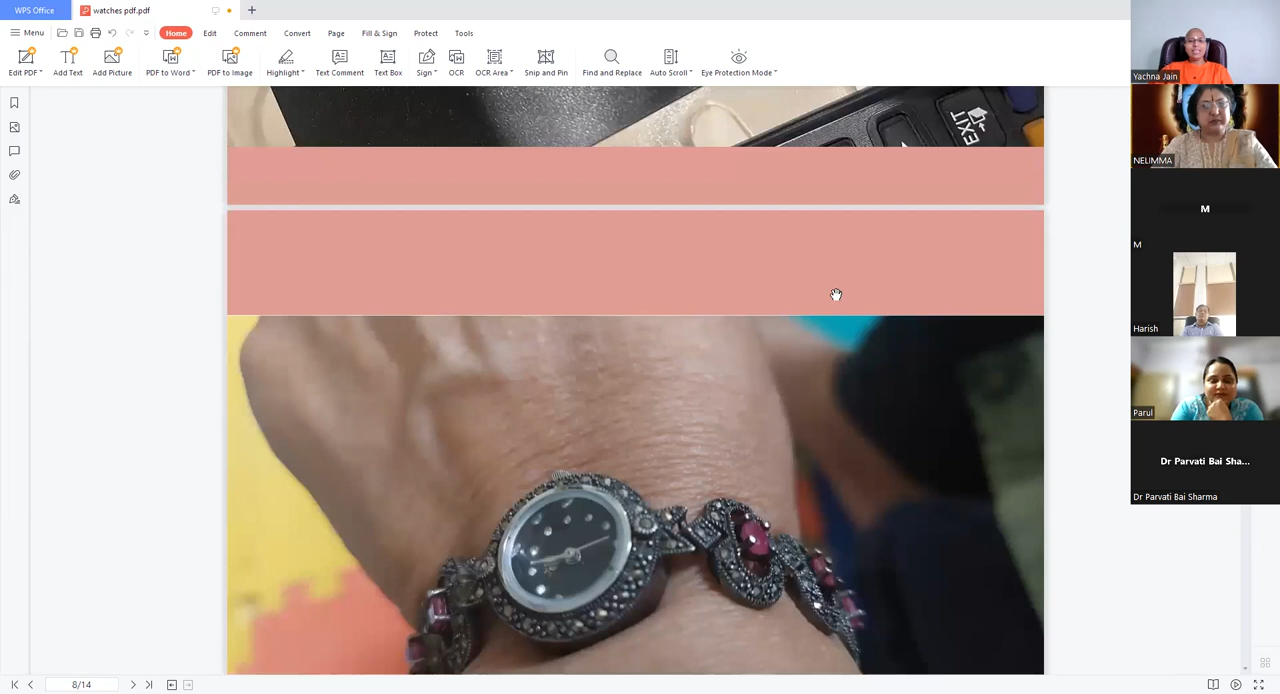 WPS Office
watches pdf.pdf
Menu
Home
Edit
Comment
Convert
Page
Fill & Sign
Protect
Tools
Edit PDF
Add Text
Add Picture
PDF to Word
PDF to Image
Highlight
Text Comment
Text Box
Sign
OCR
OCR Area
Snip and Pin
Find and Replace
Auto Scroll
Eye Protection Mode
EXIT
Yachna Jain
NELIMMA
M
M
Harish
Parul
Dr Parvati Bai Sha...
Dr Parvati Bai Sharma
8/14